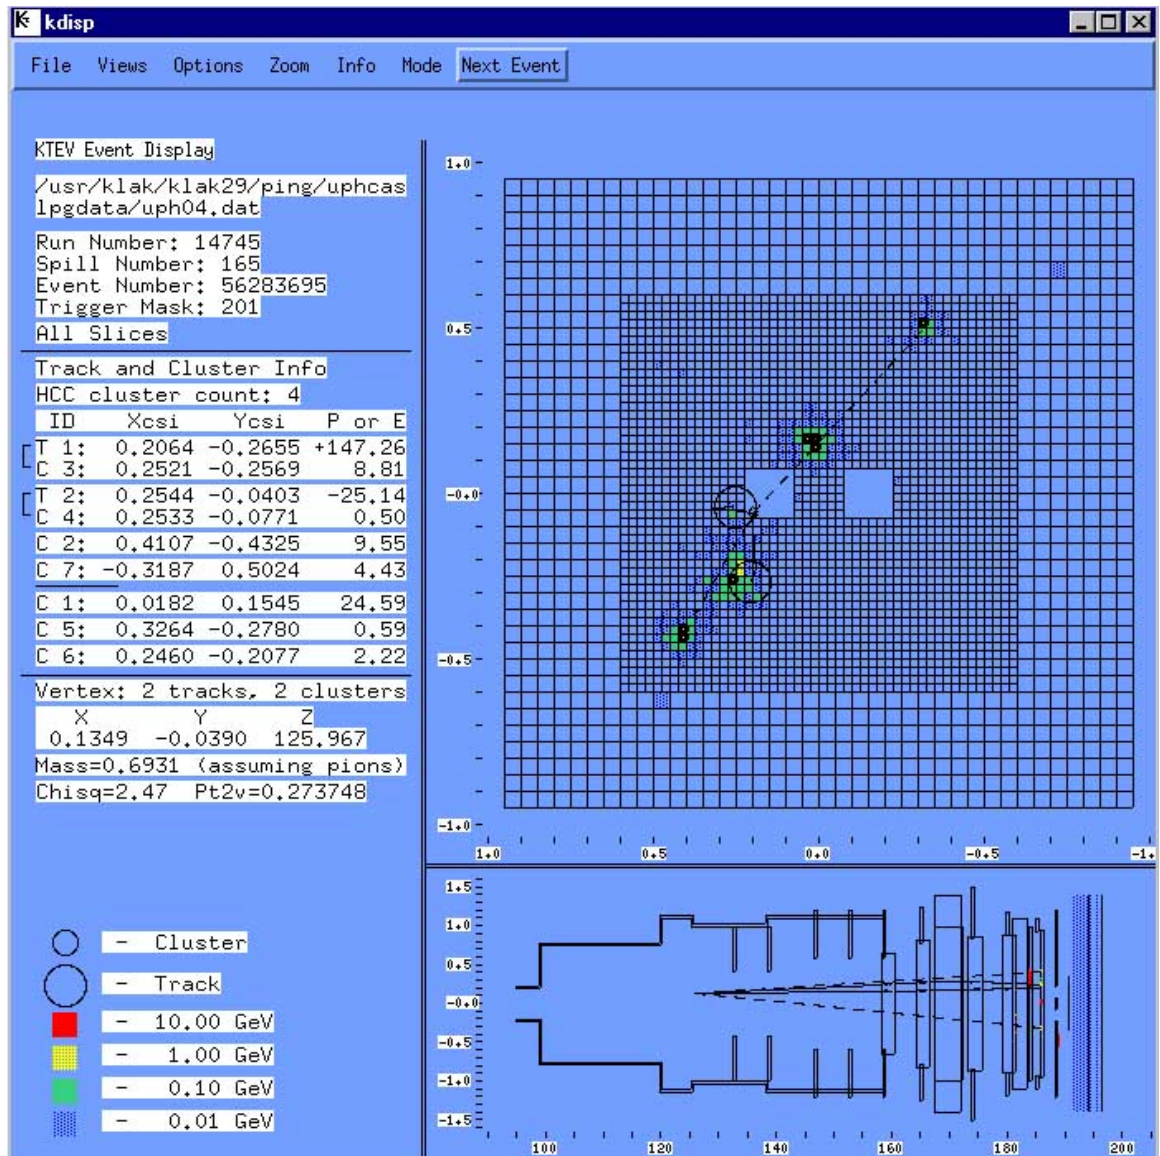 kdisp
File Views Options Zoom Info Mode Next Event
KTEV Event Display
/usr/klak/klak29/ping/uphcas
lpgdata/uph04.dat
Run Number: 14745
Spill Number: 165
Event Number: 56283695
Trigger Mask: 201
All Slices
Track and Cluster Info
HCC cluster count: 4
ID Xcsi Ycsi P or E
T 1: 0.2064 -0.2655 +147.26
C 3: 0.2521 -0.2569 8.81
T 2: 0.2544 -0.0403 -25.14
C 4: 0.2533 -0.0771 0.50
C 2: 0.4107 -0.4325 9.55
C 7: -0.3187 0.5024 4.43
C 1: 0.0182 0.1545 24.59
C 5: 0.3264 -0.2780 0.59
C 6: 0.2460 -0.2077 2.22
Vertex: 2 tracks, 2 clusters
X Y Z
0.1349 -0.0390 125.967
Mass=0.6931 (assuming pions)
Chisq=2.47 Pt2v=0.273748
- Cluster
- Track
- 10.00 GeV
- 1.00 GeV
- 0.10 GeV
- 0.01 GeV
1.0
0.5
-0.0
-0.5
-1.0
1.0 0.5 0.0 -0.5 -1.
1.5
1.0
0.5
-0.0
-0.5
-1.0
-1.5
100 120 140 160 180 200